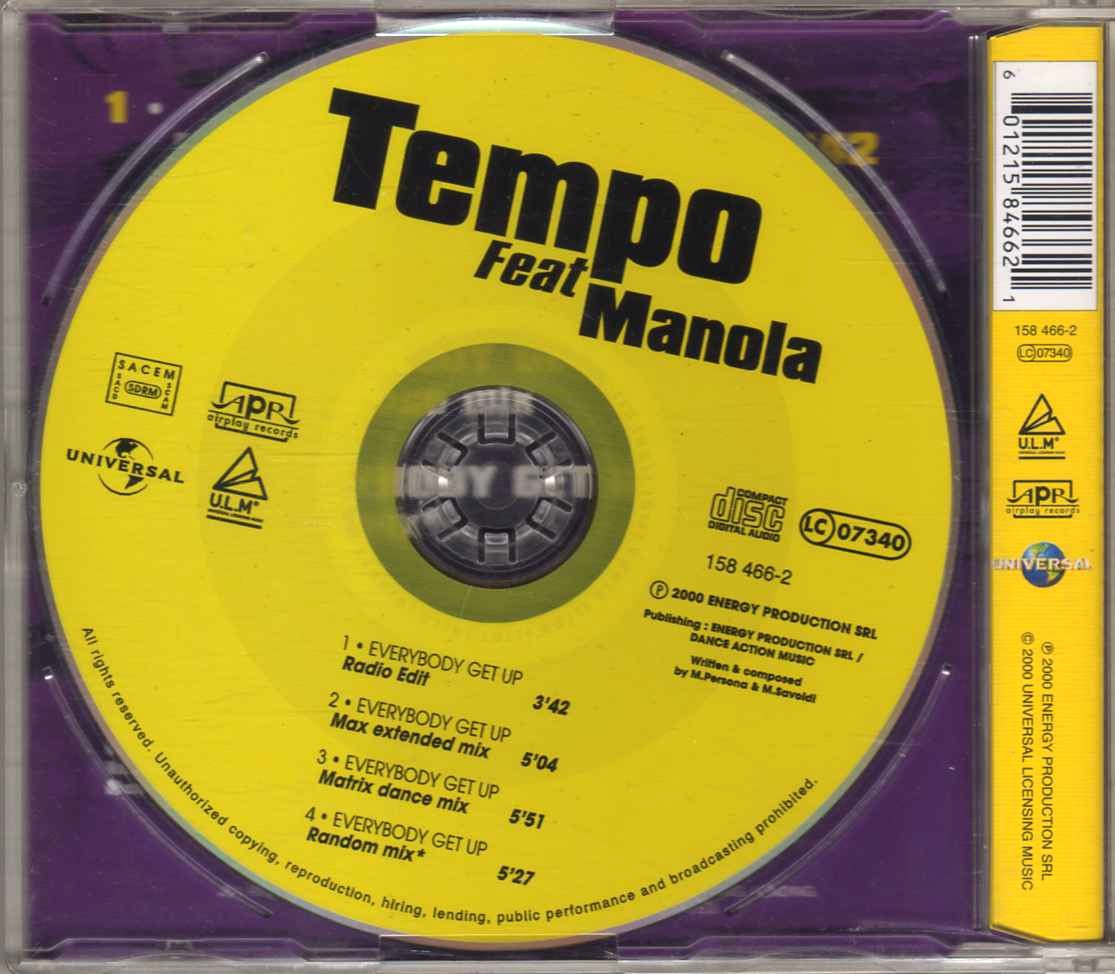 1 •
42
Tempo
Feat
Manola
SACEM
SACD
SDRM
SCAM
APR
airplay records
UNIVERSAL
U.L.M®
COMPACT
disc
DIGITAL AUDIO
LC 07340
158 466-2
℗ 2000 ENERGY PRODUCTION SRL
Publishing : ENERGY PRODUCTION SRL /
DANCE ACTION MUSIC
Written & composed
by M.Persona & M.Savoldi
1 • EVERYBODY GET UP
Radio Edit 3'42
2 • EVERYBODY GET UP
Max extended mix 5'04
3 • EVERYBODY GET UP
Matrix dance mix 5'51
4 • EVERYBODY GET UP
Random mix* 5'27
All rights reserved. Unauthorized copying, reproduction, hiring, lending, public performance and broadcasting prohibited.
6 01215 84662 1
158 466-2
LC 07340
U.L.M®
APR
airplay records
UNIVERSAL
℗ 2000 ENERGY PRODUCTION SRL
© 2000 UNIVERSAL LICENSING MUSIC